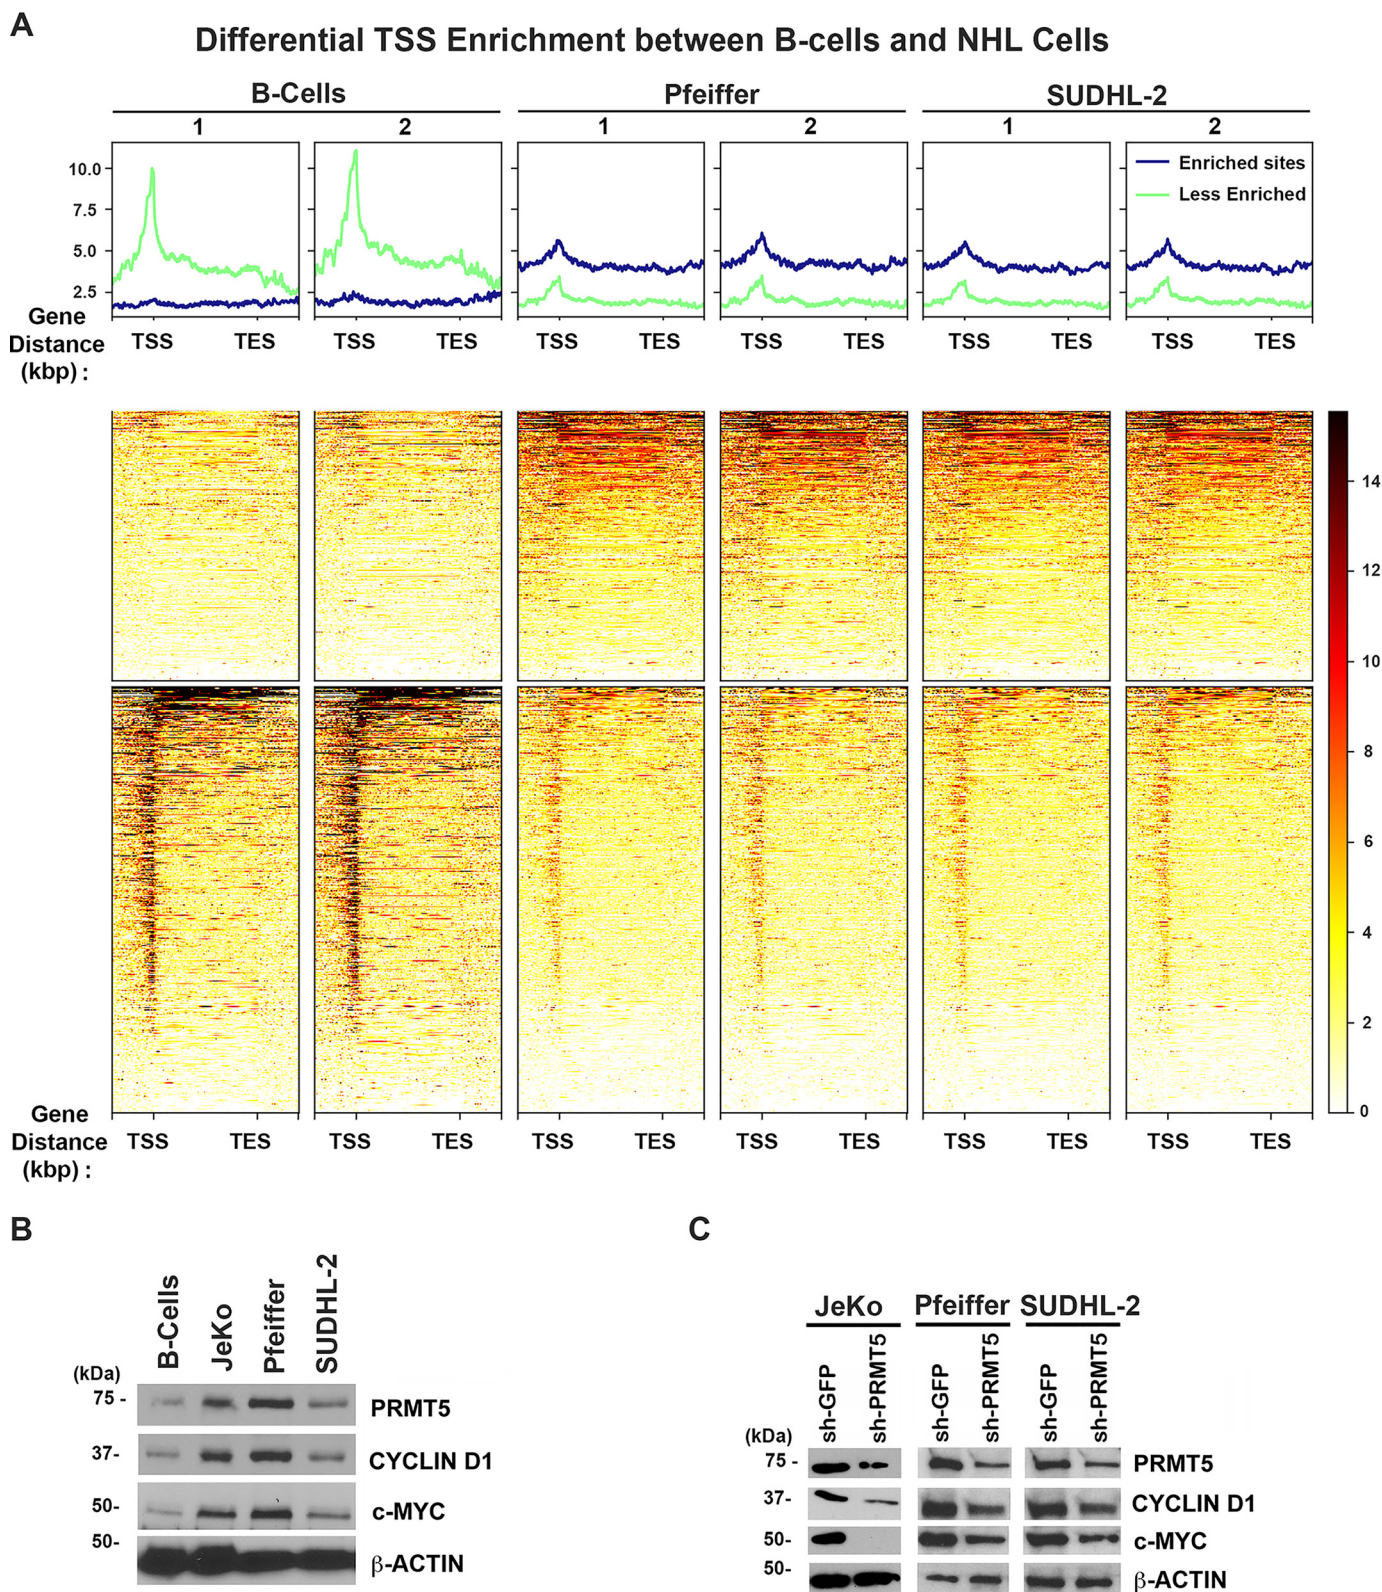 A
Differential TSS Enrichment between B-cells and NHL Cells
B-Cells Pfeiffer SUDHL-2
1 2 1 2 1 2
10.0
7.5
5.0
2.5
Enriched sites
Less Enriched
Gene
Distance
(kbp) :
TSS TES TSS TES TSS TES TSS TES TSS TES TSS TES
14
12
10
8
6
4
2
0
Gene
Distance
(kbp) :
TSS TES TSS TES TSS TES TSS TES TSS TES TSS TES
B
B-Cells
JeKo
Pfeiffer
SUDHL-2
(kDa)
75 - PRMT5
37- CYCLIN D1
50- c-MYC
50- β-ACTIN
C
JeKo Pfeiffer SUDHL-2
sh-GFP
sh-PRMT5
sh-GFP
sh-PRMT5
sh-GFP
sh-PRMT5
(kDa)
75 - PRMT5
37- CYCLIN D1
50- c-MYC
50- β-ACTIN